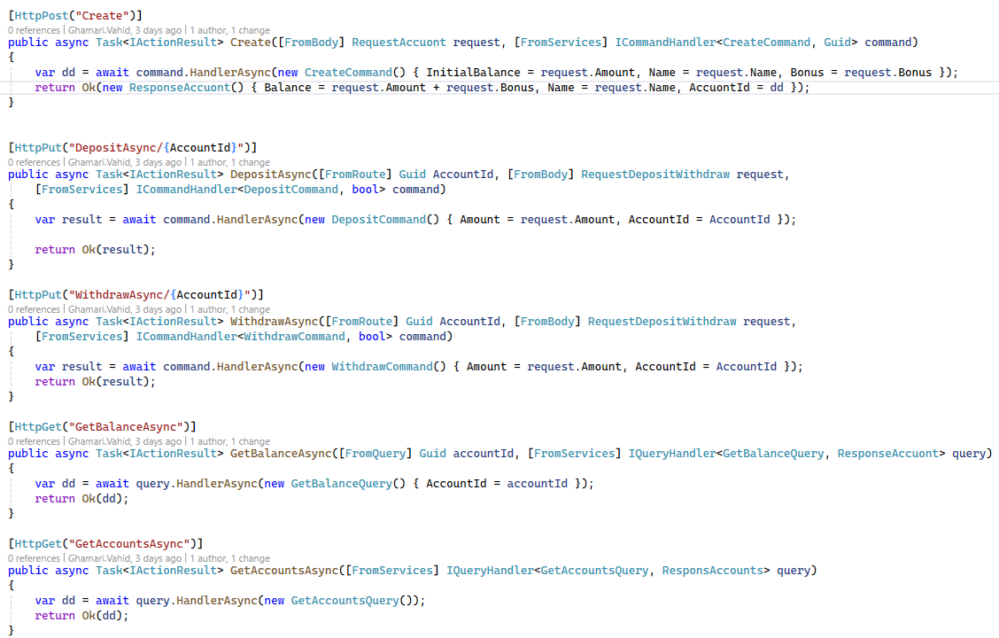 [HttpPost("Create")]
0 references | Ghamari.Vahid, 3 days ago | 1 author, 1 change
public async Task<IActionResult> Create([FromBody] RequestAccuont request, [FromServices] ICommandHandler<CreateCommand, Guid> command)
{
    var dd = await command.HandlerAsync(new CreateCommand() { InitialBalance = request.Amount, Name = request.Name, Bonus = request.Bonus });
    return Ok(new ResponseAccuont() { Balance = request.Amount + request.Bonus, Name = request.Name, AccuontId = dd });
}
[HttpPut("DepositAsync/{AccountId}")]
0 references | Ghamari.Vahid, 3 days ago | 1 author, 1 change
public async Task<IActionResult> DepositAsync([FromRoute] Guid AccountId, [FromBody] RequestDepositWithdraw request,
    [FromServices] ICommandHandler<DepositCommand, bool> command)
{
    var result = await command.HandlerAsync(new DepositCommand() { Amount = request.Amount, AccountId = AccountId });
    return Ok(result);
}
[HttpPut("WithdrawAsync/{AccountId}")]
0 references | Ghamari.Vahid, 3 days ago | 1 author, 1 change
public async Task<IActionResult> WithdrawAsync([FromRoute] Guid AccountId, [FromBody] RequestDepositWithdraw request,
    [FromServices] ICommandHandler<WithdrawCommand, bool> command)
{
    var result = await command.HandlerAsync(new WithdrawCommand() { Amount = request.Amount, AccountId = AccountId });
    return Ok(result);
}
[HttpGet("GetBalanceAsync")]
0 references | Ghamari.Vahid, 3 days ago | 1 author, 1 change
public async Task<IActionResult> GetBalanceAsync([FromQuery] Guid accountId, [FromServices] IQueryHandler<GetBalanceQuery, ResponseAccuont> query)
{
    var dd = await query.HandlerAsync(new GetBalanceQuery() { AccountId = accountId });
    return Ok(dd);
}
[HttpGet("GetAccountsAsync")]
0 references | Ghamari.Vahid, 3 days ago | 1 author, 1 change
public async Task<IActionResult> GetAccountsAsync([FromServices] IQueryHandler<GetAccountsQuery, ResponsAccounts> query)
{
    var dd = await query.HandlerAsync(new GetAccountsQuery());
    return Ok(dd);
}